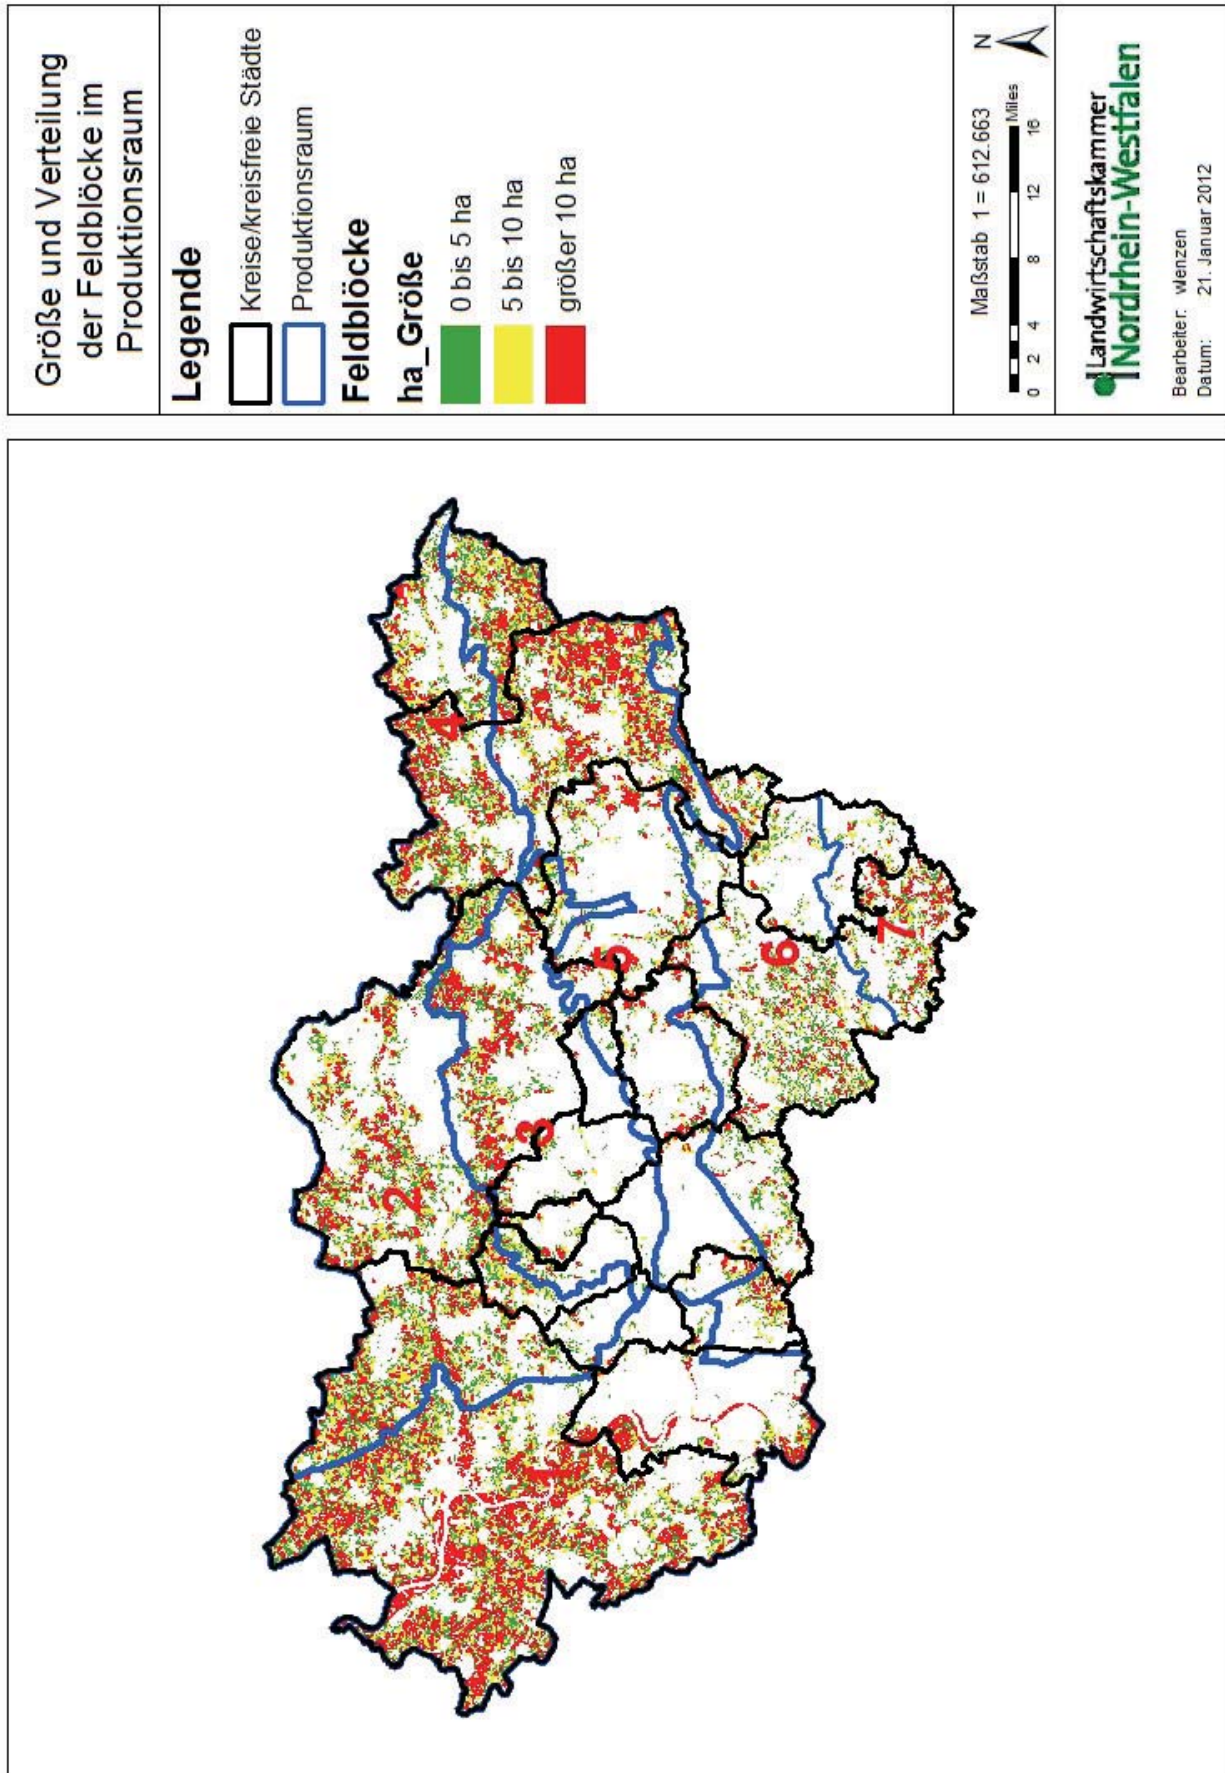 Größe und Verteilung
der Feldblöcke im
Produktionsraum
Legende
Kreise/kreisfreie Städte
Produktionsraum
Feldblöcke
ha_Größe
0 bis 5 ha
5 bis 10 ha
größer 10 ha
Maßstab 1 = 612.663
N
Miles
0 2 4 8 12 16
Landwirtschaftskammer
Nordrhein-Westfalen
Bearbeiter: wenzen
Datum: 21. Januar 2012
1
2
3
4
5
6
7